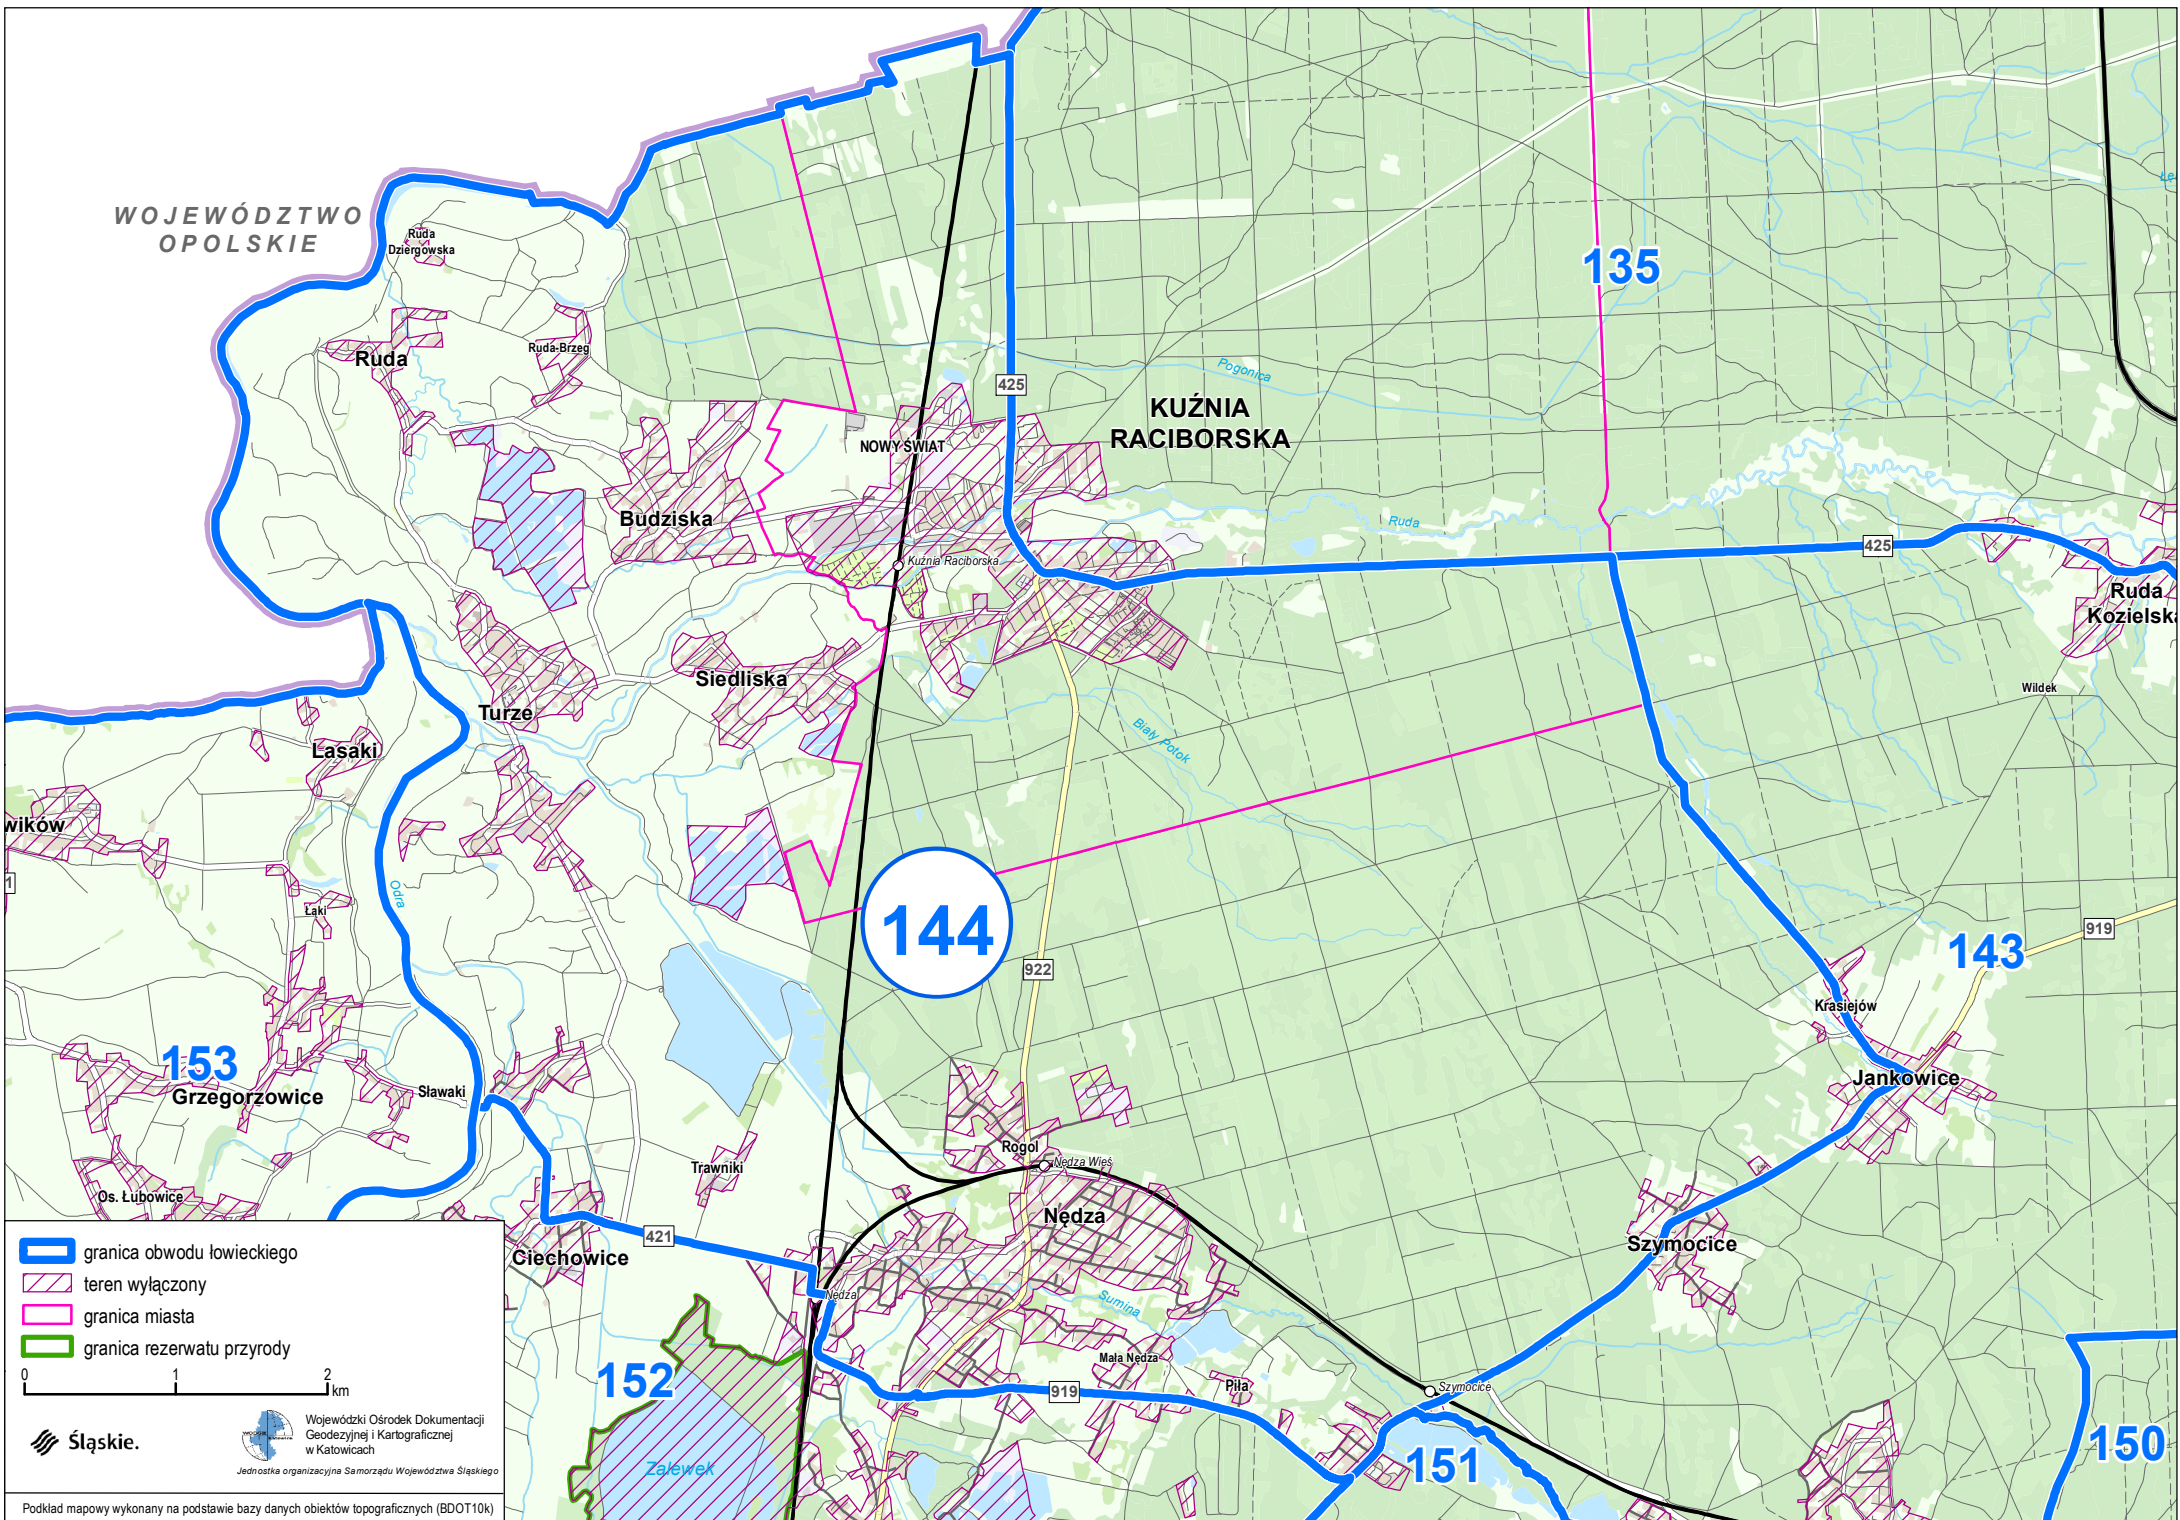 WOJEWÓDZTWO
OPOLSKIE
Ruda
Dziergowska
Ruda
Ruda-Brzeg
135
425
Pogonica
KUŹNIA
RACIBORSKA
NOWY ŚWIAT
Budziska
Kuźnia Raciborska
Ruda
425
Ruda
Kozielska
Wildek
Siedliska
Turze
Biały Potok
Lasaki
wików
1
Odra
Łaki
144
922
143
919
Krasiejów
Jankowice
153
Grzegorzowice
Sławaki
Os. Łubowice
Trawniki
Rogol
Nędza Wieś
Nędza
421
Ciechowice
Szymocice
Nędza
Sumina
Mała Nędza
Piła
919
Szymocice
152
151
150
Zalewek
granica obwodu łowieckiego
teren wyłączony
granica miasta
granica rezerwatu przyrody
0 1 2
km
Śląskie.
Wojewódzki Ośrodek Dokumentacji
Geodezyjnej i Kartograficznej
w Katowicach
Jednostka organizacyjna Samorządu Województwa Śląskiego
Podkład mapowy wykonany na podstawie bazy danych obiektów topograficznych (BDOT10k)